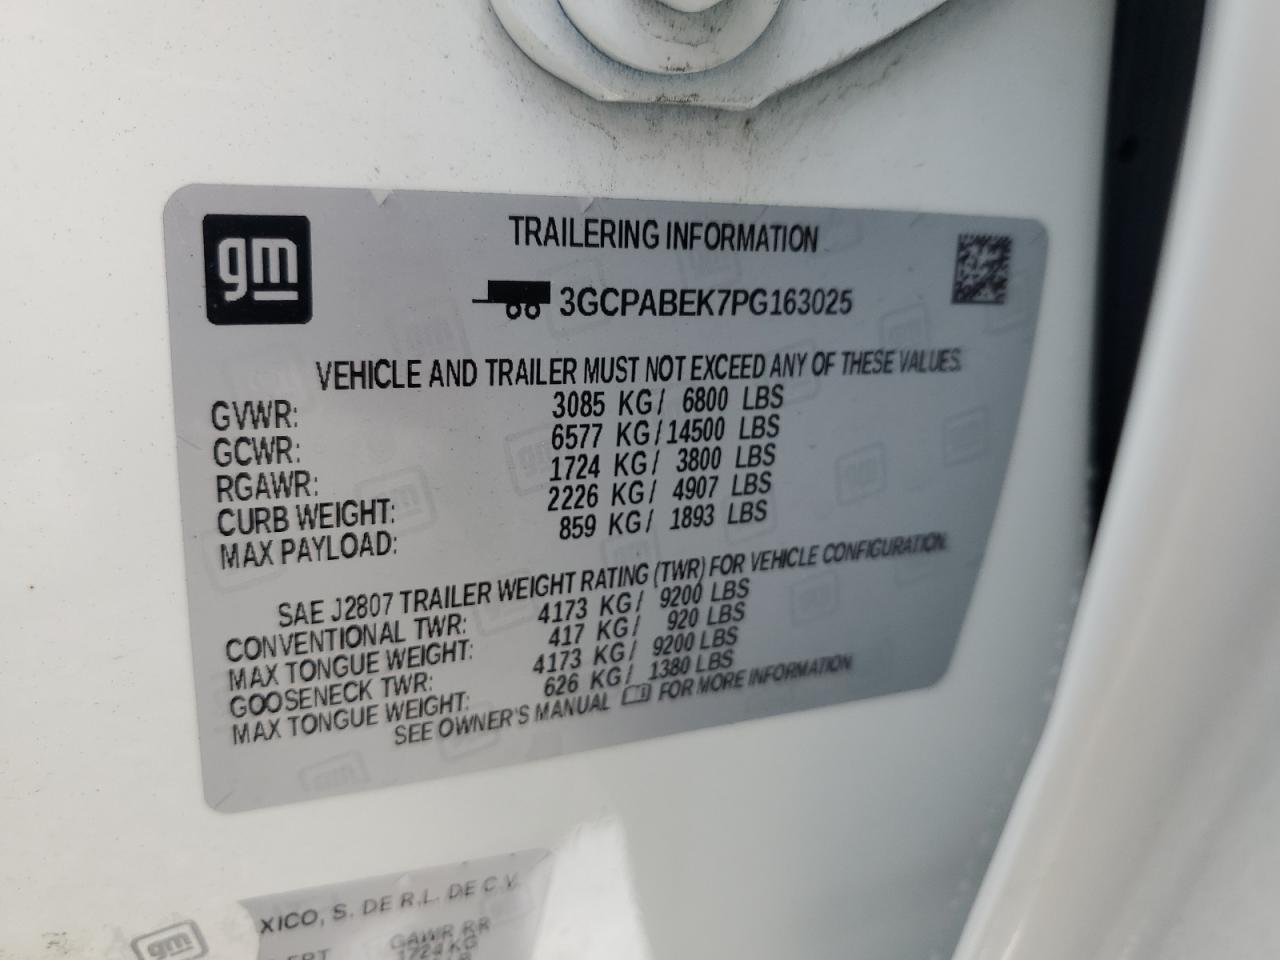 gm
TRAILERING INFORMATION
3GCPABEK7PG163025
VEHICLE AND TRAILER MUST NOT EXCEED ANY OF THESE VALUES.
GVWR: 3085 KG/ 6800 LBS
GCWR: 6577 KG/14500 LBS
RGAWR: 1724 KG/ 3800 LBS
CURB WEIGHT: 2226 KG/ 4907 LBS
MAX PAYLOAD: 859 KG/ 1893 LBS
SAE J2807 TRAILER WEIGHT RATING (TWR) FOR VEHICLE CONFIGURATION.
CONVENTIONAL TWR: 4173 KG/ 9200 LBS
MAX TONGUE WEIGHT: 417 KG/ 920 LBS
GOOSENECK TWR: 4173 KG/ 9200 LBS
MAX TONGUE WEIGHT: 626 KG/ 1380 LBS
SEE OWNER'S MANUAL FOR MORE INFORMATION.
gm
XICO, S. DE R.L. DE C.V.
GAWR RR
1724 KG